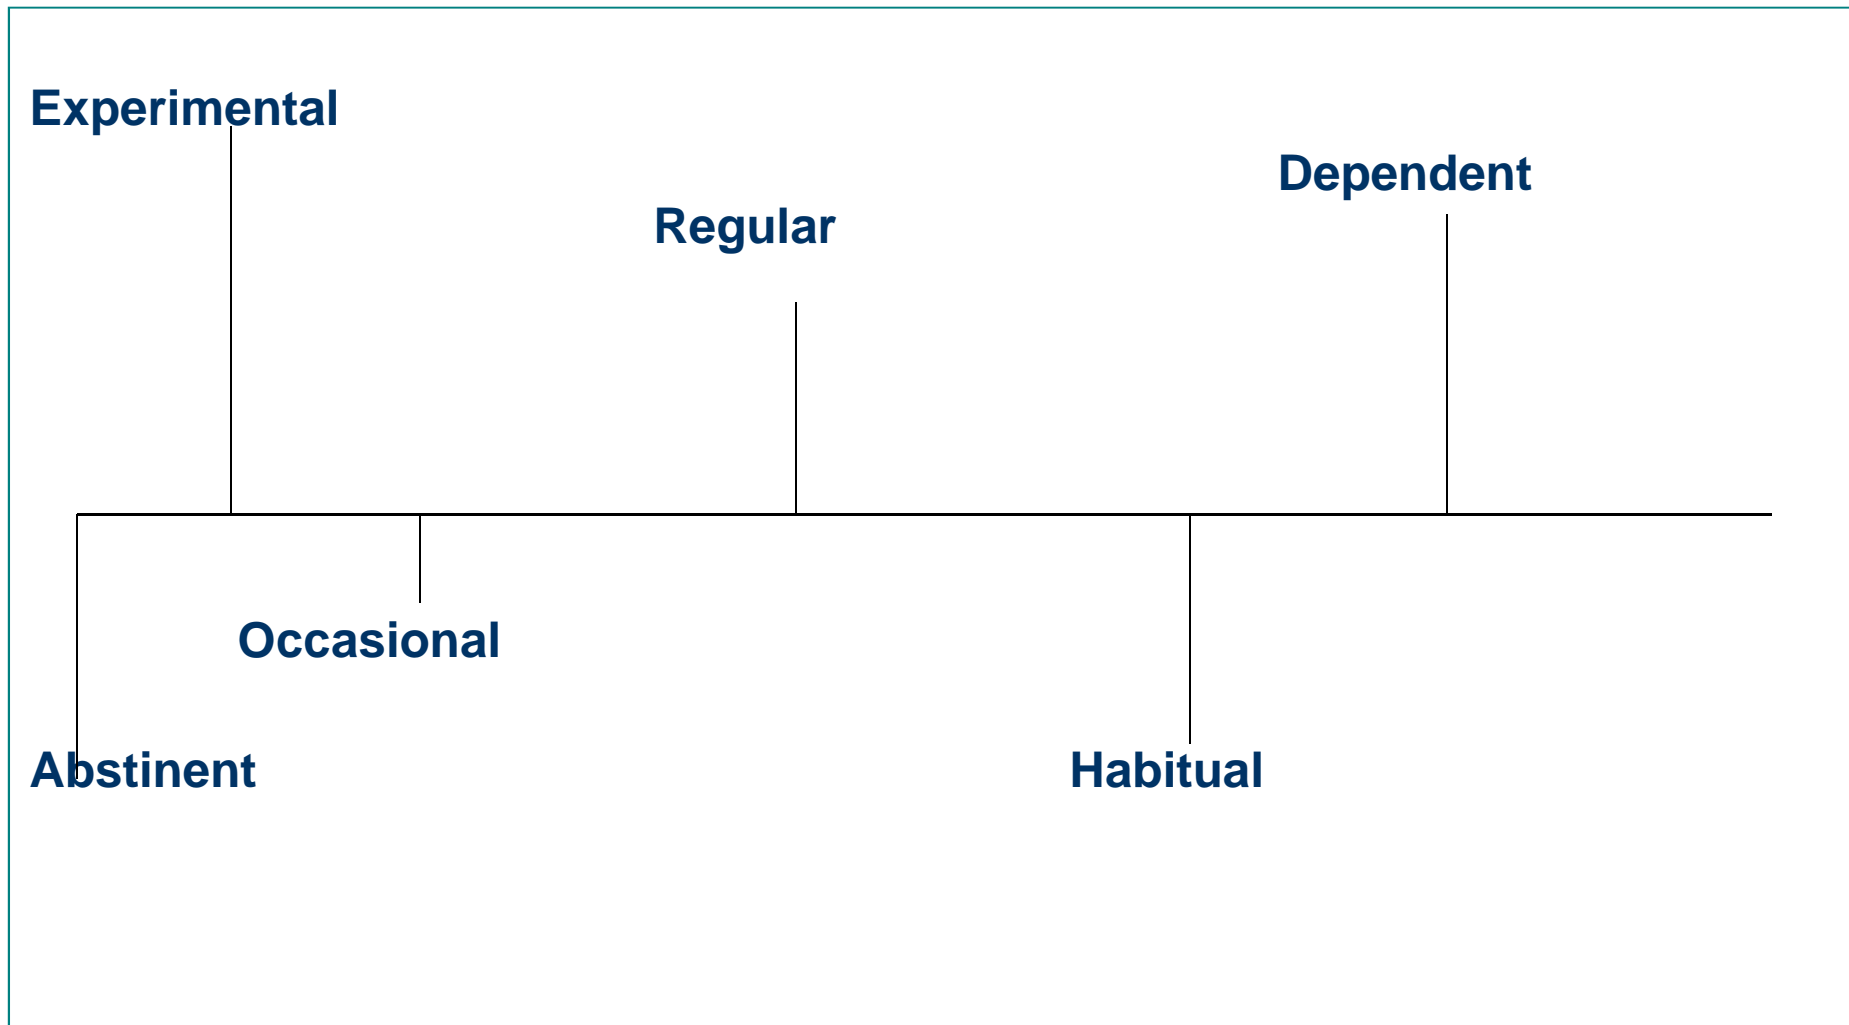 Experimental
Dependent
Regular
Occasional
Abstinent
Habitual